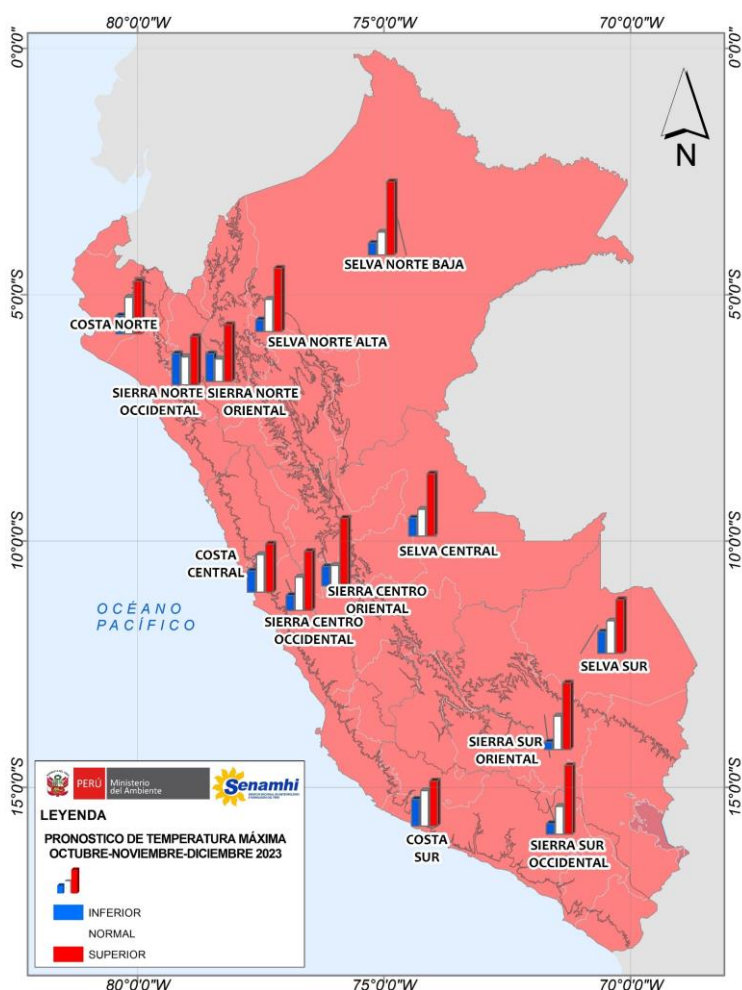 80°0'0"W 75°0'0"W 70°0'0"W
0°0'0" 0°0'0"
N
SELVA NORTE BAJA
5°0'0"S 5°0'0"S
COSTA NORTE
SELVA NORTE ALTA
SIERRA NORTE
OCCIDENTAL
SIERRA NORTE
ORIENTAL
10°0'0"S 10°0'0"S
SELVA CENTRAL
COSTA
CENTRAL
SIERRA CENTRO
ORIENTAL
SIERRA CENTRO
OCCIDENTAL
OCÉANO
PACÍFICO
SELVA SUR
SIERRA SUR
ORIENTAL
15°0'0"S 15°0'0"S
COSTA
SUR
SIERRA SUR
OCCIDENTAL
PERÚ
Ministerio
del Ambiente
Senamhi
LEYENDA
PRONOSTICO DE TEMPERATURA MÁXIMA
OCTUBRE-NOVIEMBRE-DICIEMBRE 2023
INFERIOR
NORMAL
SUPERIOR
80°0'0"W 75°0'0"W 70°0'0"W